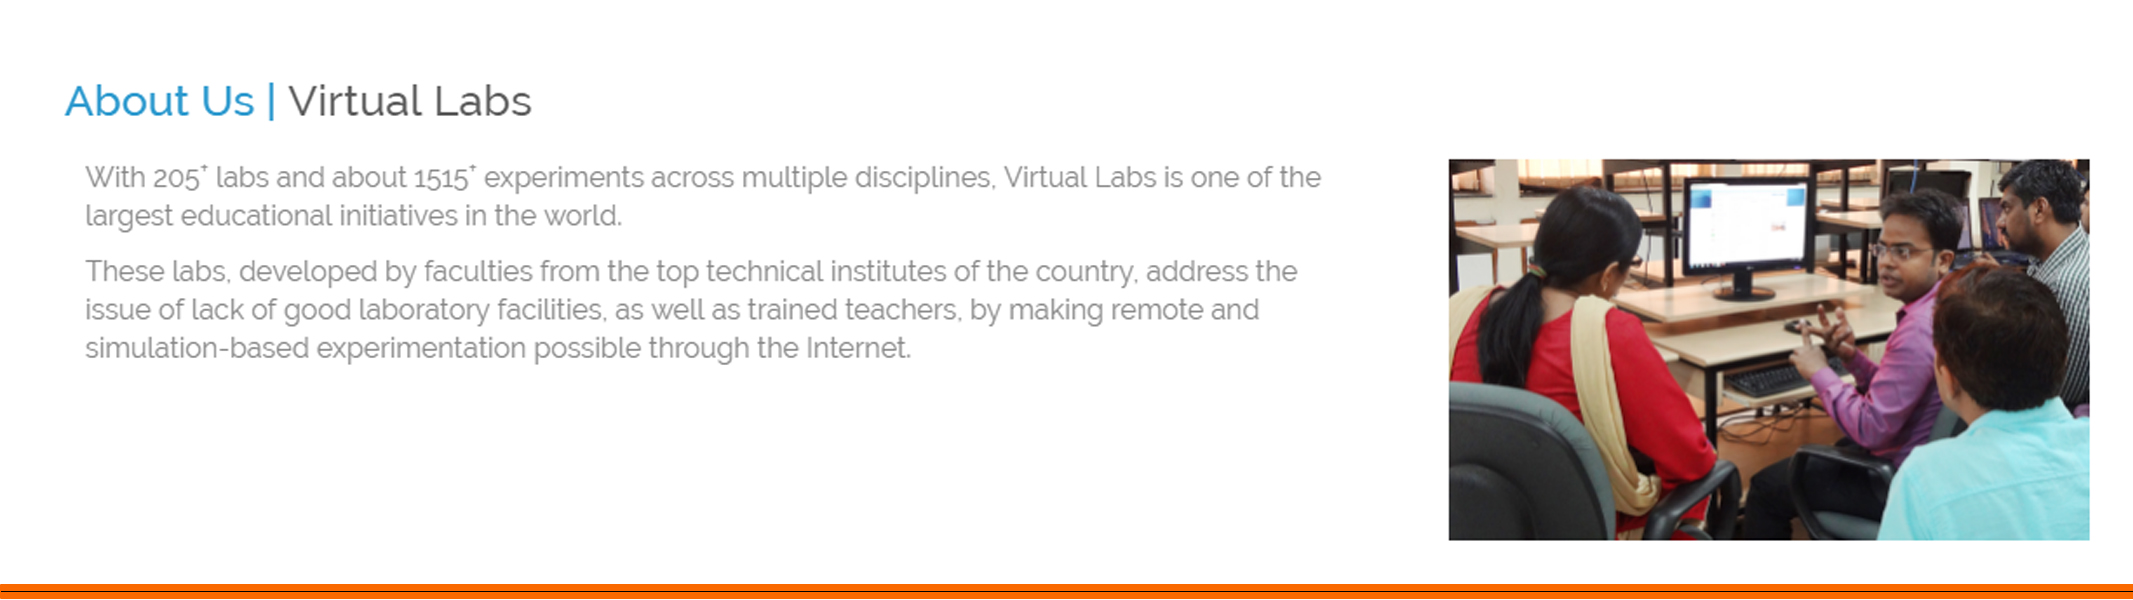 About Us | Virtual Labs
With 205⁺ labs and about 1515⁺ experiments across multiple disciplines, Virtual Labs is one of the
largest educational initiatives in the world.
These labs, developed by faculties from the top technical institutes of the country, address the
issue of lack of good laboratory facilities, as well as trained teachers, by making remote and
simulation-based experimentation possible through the Internet.